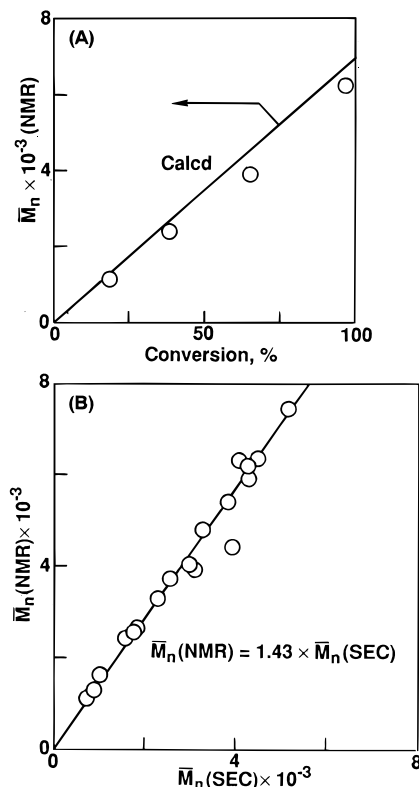 (A)
8
4
0
M̅n × 10⁻³ (NMR)
Calcd
0
50
100
Conversion, %
(B)
8
4
0
M̅n (NMR) × 10⁻³
M̅n (NMR) = 1.43 × M̅n (SEC)
0
4
8
M̅n (SEC) × 10⁻³